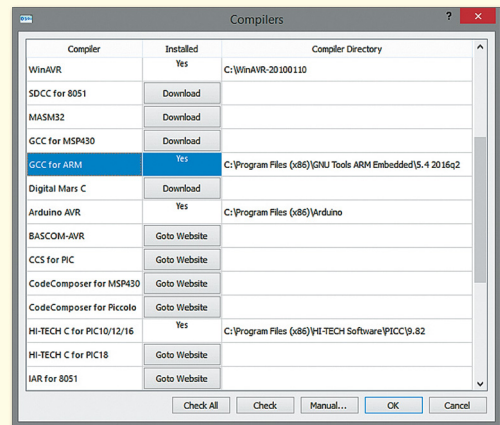 Compilers
?
Compiler Installed Compiler Directory
WinAVR Yes C:\WinAVR-20100110
SDCC for 8051 Download
MASM32 Download
GCC for MSP430 Download
GCC for ARM Yes C:\Program Files (x86)\GNU Tools ARM Embedded\5.4 2016q2
Digital Mars C Download
Arduino AVR Yes C:\Program Files (x86)\Arduino
BASCOM-AVR Goto Website
CCS for PIC Goto Website
CodeComposer for MSP430 Goto Website
CodeComposer for Piccolo Goto Website
HI-TECH C for PIC10/12/16 Yes C:\Program Files (x86)\HI-TECH Software\PICC\9.82
HI-TECH C for PIC18 Goto Website
IAR for 8051 Goto Website
Check All Check Manual... OK Cancel